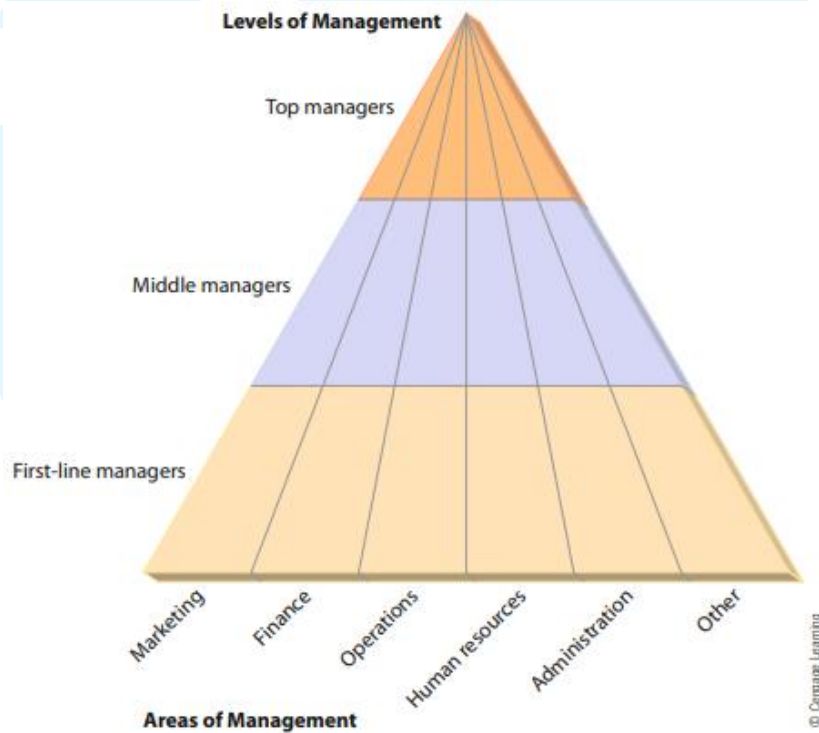 Levels of Management
Top managers
Middle managers
First-line managers
Marketing
Finance
Operations
Human resources
Administration
Other
© Cengage Learning
Areas of Management